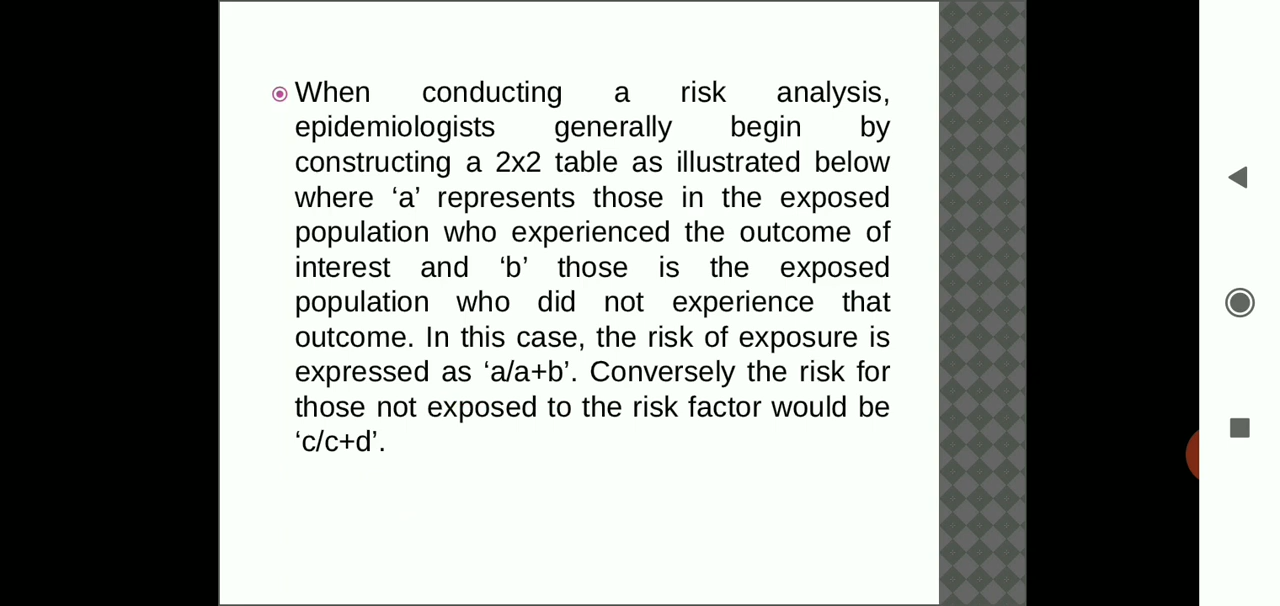 When conducting a risk analysis,
epidemiologists generally begin by
constructing a 2x2 table as illustrated below
where ‘a’ represents those in the exposed
population who experienced the outcome of
interest and ‘b’ those is the exposed
population who did not experience that
outcome. In this case, the risk of exposure is
expressed as ‘a/a+b’. Conversely the risk for
those not exposed to the risk factor would be
‘c/c+d’.